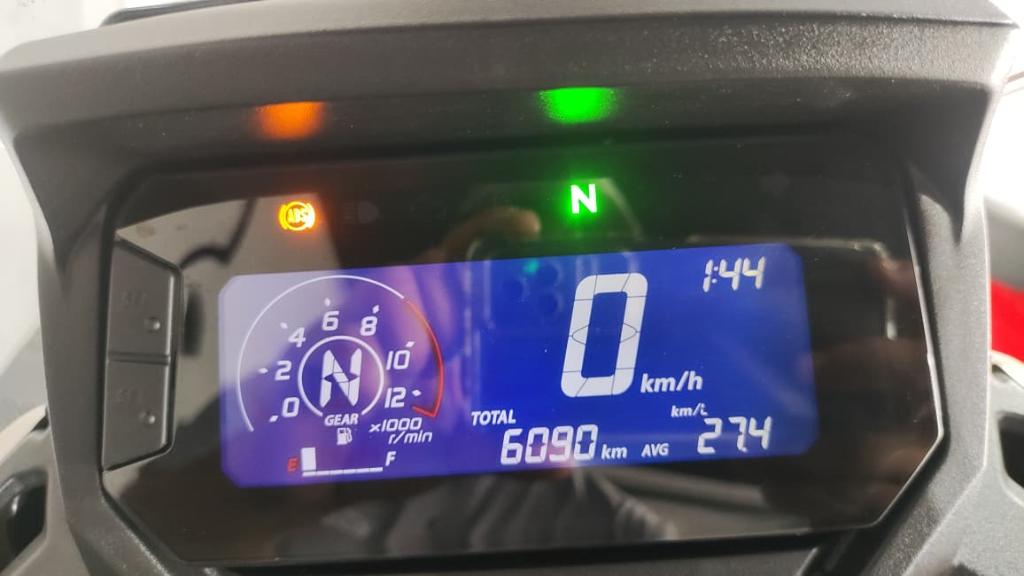 ABS
N
1:44
6
4 8
2 10
0 12
N
GEAR
x1000
r/min
E F
0 km/h
TOTAL
6090 km
km/L
AVG 27.4